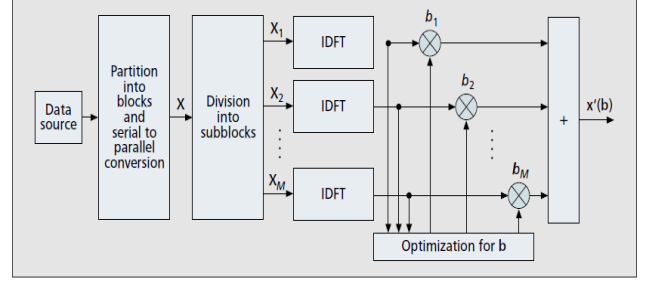 Data
source
Partition
into
blocks
and
serial to
parallel
conversion
X
Division
into
subblocks
X1
IDFT
b1
X2
IDFT
b2
XM
IDFT
bM
Optimization for b
+
x'(b)